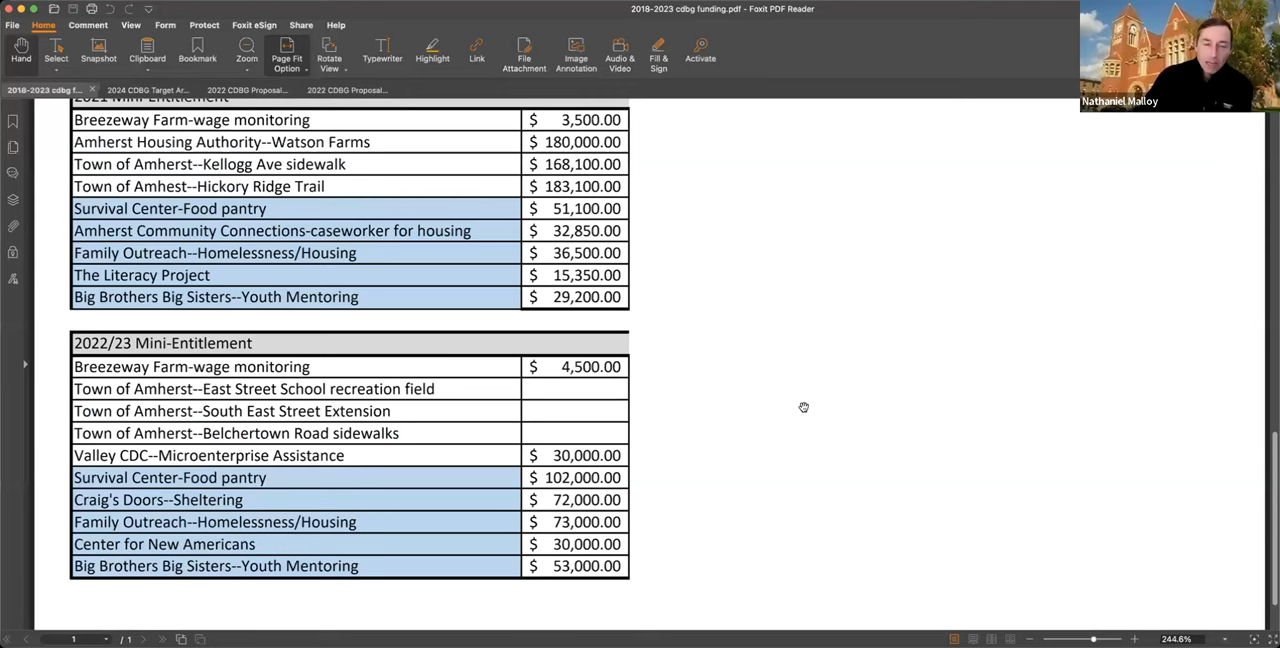 2018-2023 cdbg funding.pdf - Foxit PDF Reader
File Home Comment View Form Protect Foxit eSign Share Help
Hand Select Snapshot Clipboard Bookmark Zoom Page Fit Option Rotate View Typewriter Highlight Link File Attachment Image Annotation Audio & Video Fill & Sign Activate
2018-2023 cdbg f... 2024 CDBG Target Ar... 2022 CDBG Proposal... 2022 CDBG Proposal...
Nathaniel Malloy
2021 Mini-Entitlement
Breezeway Farm-wage monitoring $ 3,500.00
Amherst Housing Authority--Watson Farms $ 180,000.00
Town of Amherst--Kellogg Ave sidewalk $ 168,100.00
Town of Amhest--Hickory Ridge Trail $ 183,100.00
Survival Center-Food pantry $ 51,100.00
Amherst Community Connections-caseworker for housing $ 32,850.00
Family Outreach--Homelessness/Housing $ 36,500.00
The Literacy Project $ 15,350.00
Big Brothers Big Sisters--Youth Mentoring $ 29,200.00
2022/23 Mini-Entitlement
Breezeway Farm-wage monitoring $ 4,500.00
Town of Amherst--East Street School recreation field
Town of Amherst--South East Street Extension
Town of Amherst--Belchertown Road sidewalks
Valley CDC--Microenterprise Assistance $ 30,000.00
Survival Center-Food pantry $ 102,000.00
Craig's Doors--Sheltering $ 72,000.00
Family Outreach--Homelessness/Housing $ 73,000.00
Center for New Americans $ 30,000.00
Big Brothers Big Sisters--Youth Mentoring $ 53,000.00
1 / 1 244.6%